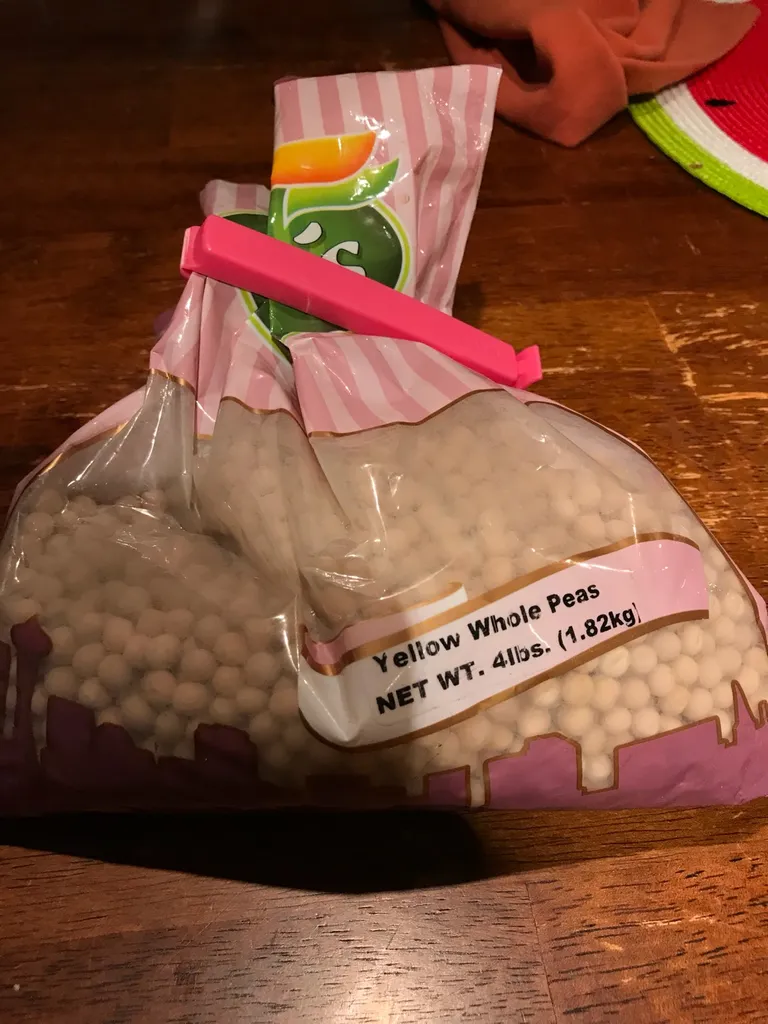 Yellow Whole Peas
NET WT. 4lbs. (1.82kg)